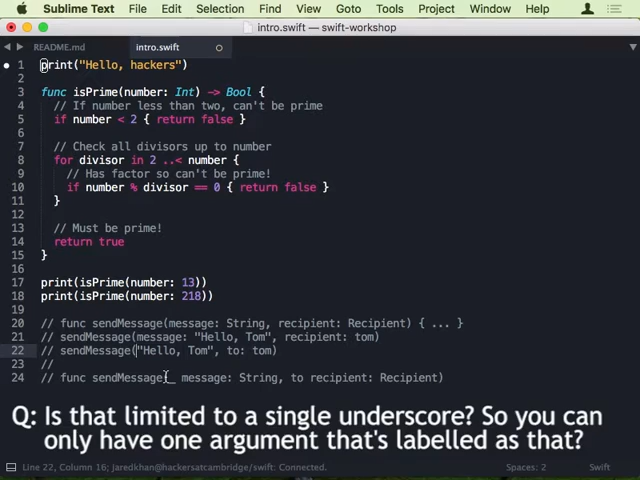 Sublime Text File Edit Selection Find View Goto Tools Project Window Help
intro.swift — swift-workshop
README.md intro.swift
1 print("Hello, hackers")
2
3 func isPrime(number: Int) -> Bool {
4 // If number less than two, can't be prime
5 if number < 2 { return false }
6
7 // Check all divisors up to number
8 for divisor in 2 ..< number {
9 // Has factor so can't be prime!
10 if number % divisor == 0 { return false }
11 }
12
13 // Must be prime!
14 return true
15 }
16
17 print(isPrime(number: 13))
18 print(isPrime(number: 218))
19
20 // func sendMessage(message: String, recipient: Recipient) { ... }
21 // sendMessage(message: "Hello, Tom", recipient: tom)
22 // sendMessage("Hello, Tom", to: tom)
23 //
24 // func sendMessage(_ message: String, to recipient: Recipient)
Q: Is that limited to a single underscore? So you can
only have one argument that's labelled as that?
Line 22, Column 16; Jaredkhan@hackersatcambridge/swift: Connected. Spaces: 2 Swift